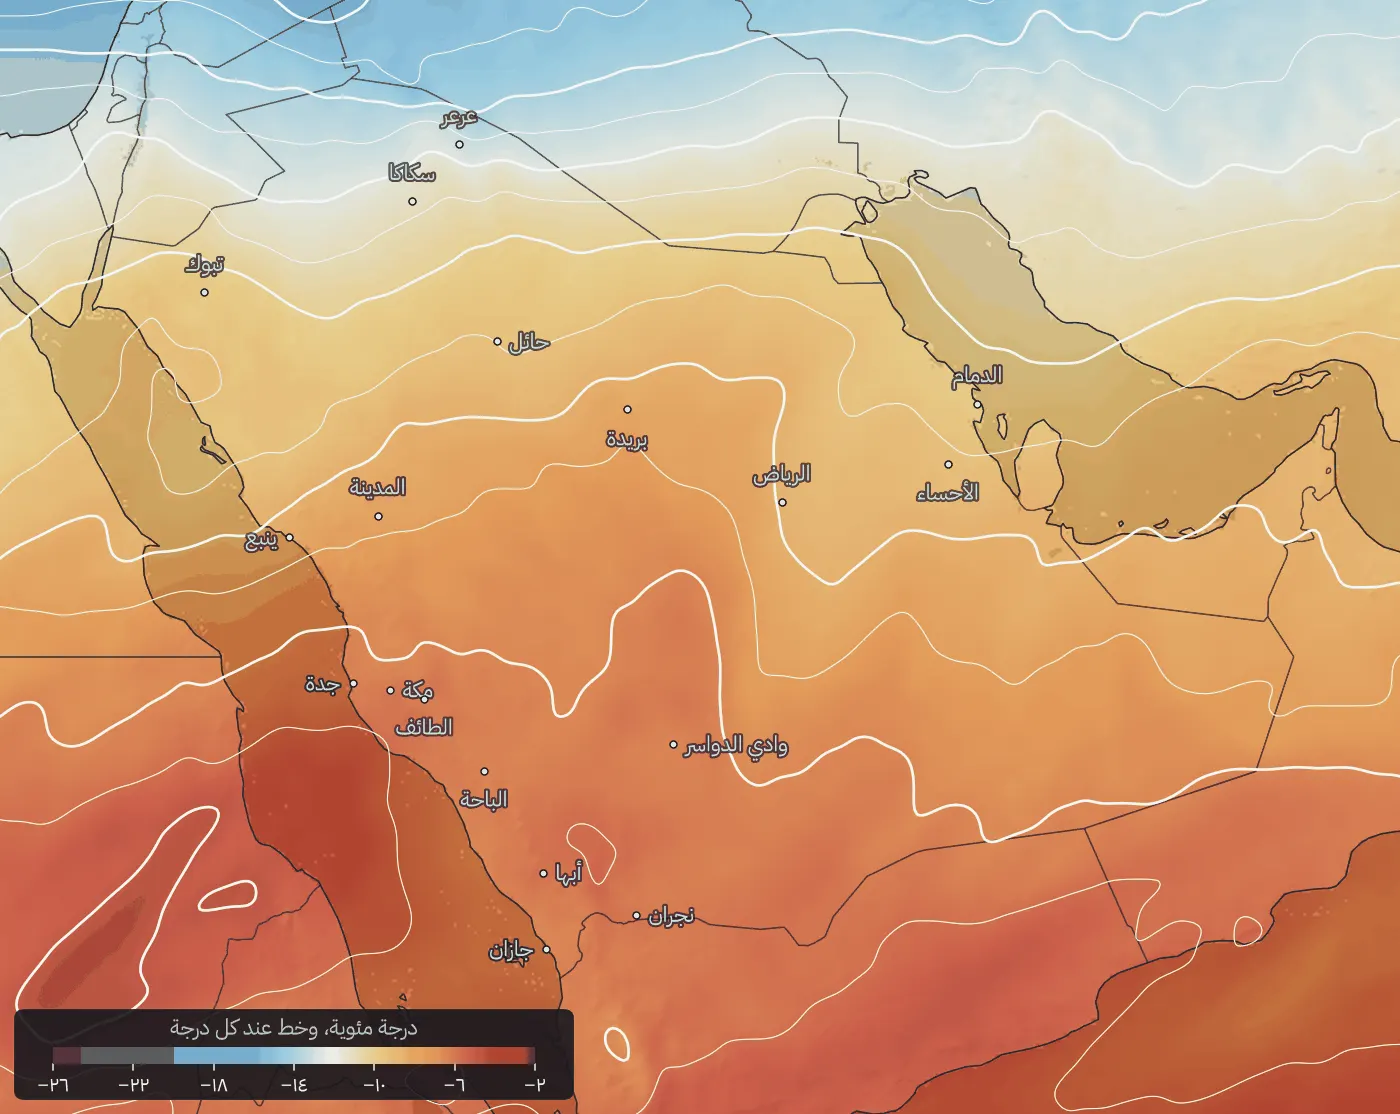 عرعر
سكاكا
تبوك
حائل
الدمام
بريدة
الرياض
المدينة
الأحساء
ينبع
جدة
مكة
الطائف
وادي الدواسر
الباحة
أبها
نجران
جازان
درجة مئوية، وخط عند كل درجة
−٢٦ −٢٢ −١٨ −١٤ −١٠ −٦ −٢